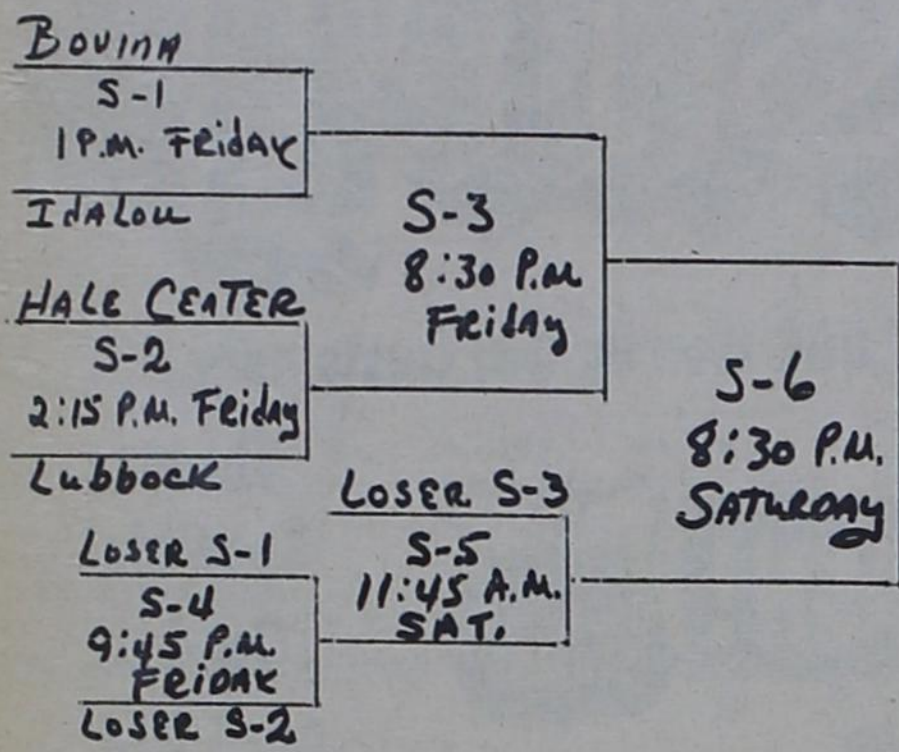 BOVINA
S-1
1 P.M. FRIDAY
IDALOU
HALE CENTER
S-2
2:15 P.M. FRIDAY
LUBBOCK
S-3
8:30 P.M
FRIDAY
LOSER S-1
S-4
9:45 P.M.
FRIDAY
LOSER S-2
LOSER S-3
S-5
11:45 A.M.
SAT.
S-6
8:30 P.M.
SATURDAY